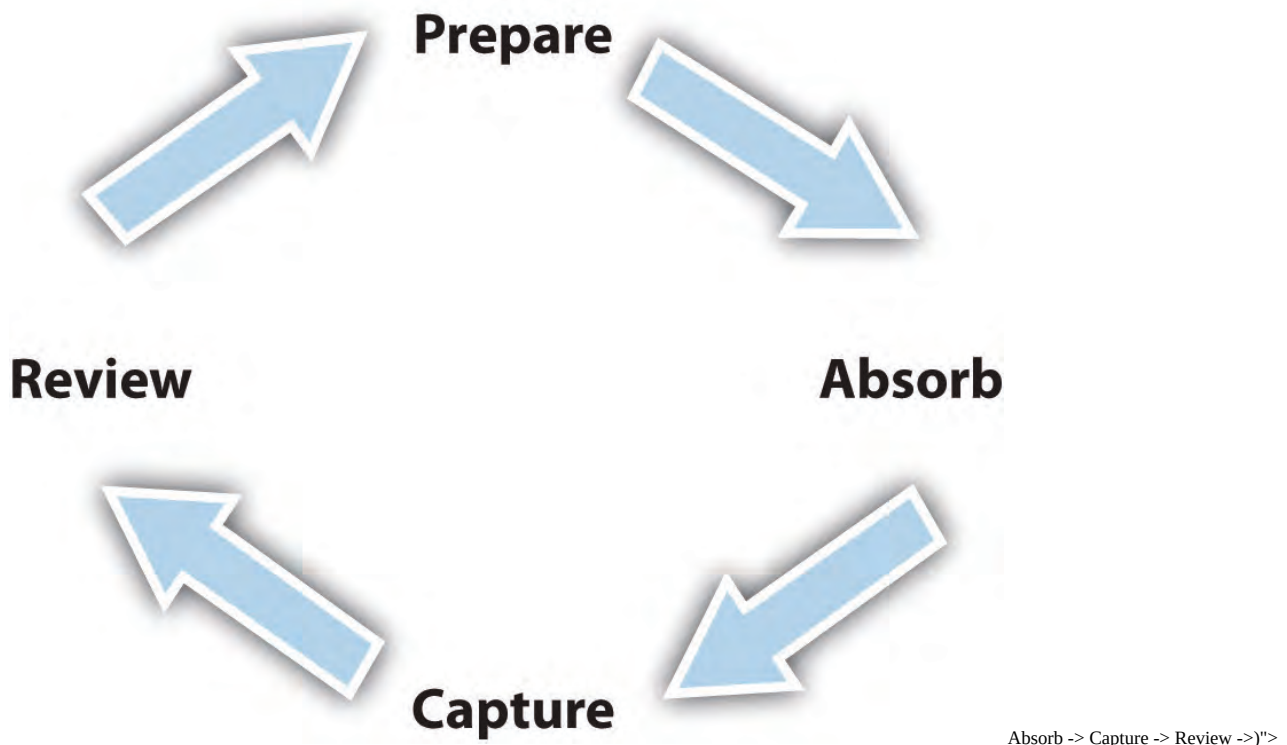 Prepare
Review
Absorb
Capture
Absorb -> Capture -> Review ->)">